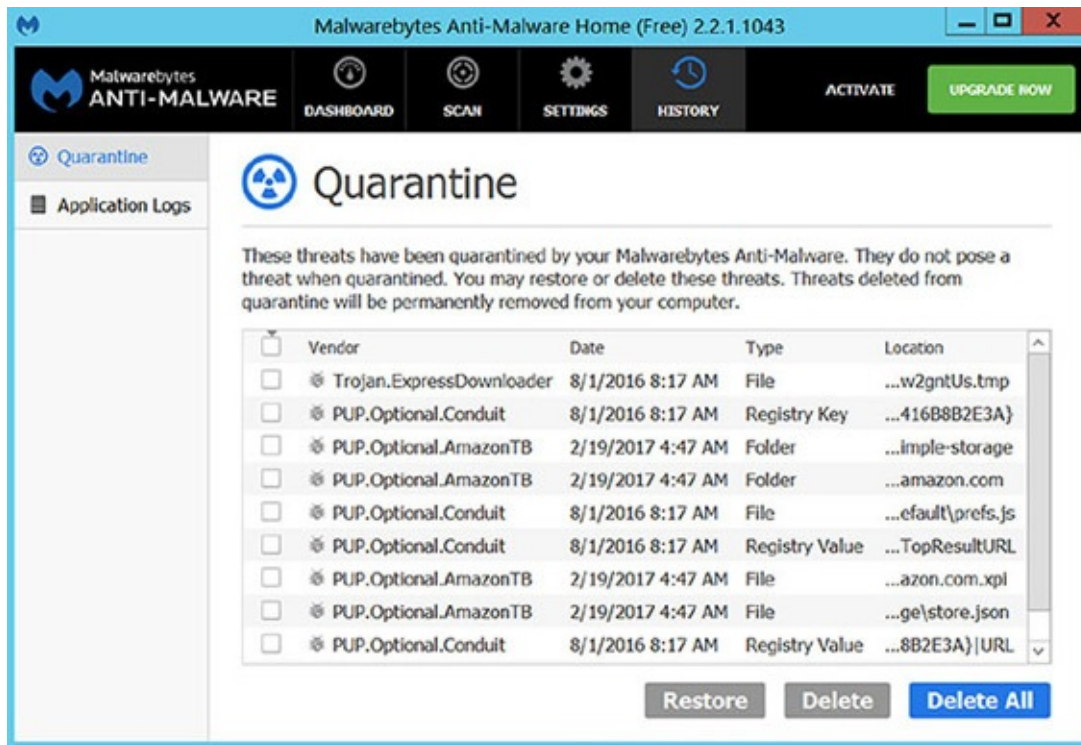 Malwarebytes Anti-Malware Home (Free) 2.2.1.1043
Malwarebytes
ANTI-MALWARE
DASHBOARD
SCAN
SETTINGS
HISTORY
ACTIVATE
UPGRADE NOW
Quarantine
Application Logs
Quarantine
These threats have been quarantined by your Malwarebytes Anti-Malware. They do not pose a
threat when quarantined. You may restore or delete these threats. Threats deleted from
quarantine will be permanently removed from your computer.
Vendor Date Type Location
Trojan.ExpressDownloader 8/1/2016 8:17 AM File ...w2gntUs.tmp
PUP.Optional.Conduit 8/1/2016 8:17 AM Registry Key ...416B8B2E3A}
PUP.Optional.AmazonTB 2/19/2017 4:47 AM Folder ...imple-storage
PUP.Optional.AmazonTB 2/19/2017 4:47 AM Folder ...amazon.com
PUP.Optional.Conduit 8/1/2016 8:17 AM File ...efault\prefs.js
PUP.Optional.Conduit 8/1/2016 8:17 AM Registry Value ...TopResultURL
PUP.Optional.AmazonTB 2/19/2017 4:47 AM File ...azon.com.xpi
PUP.Optional.AmazonTB 2/19/2017 4:47 AM File ...ge\store.json
PUP.Optional.Conduit 8/1/2016 8:17 AM Registry Value ...8B2E3A}|URL
Restore Delete Delete All